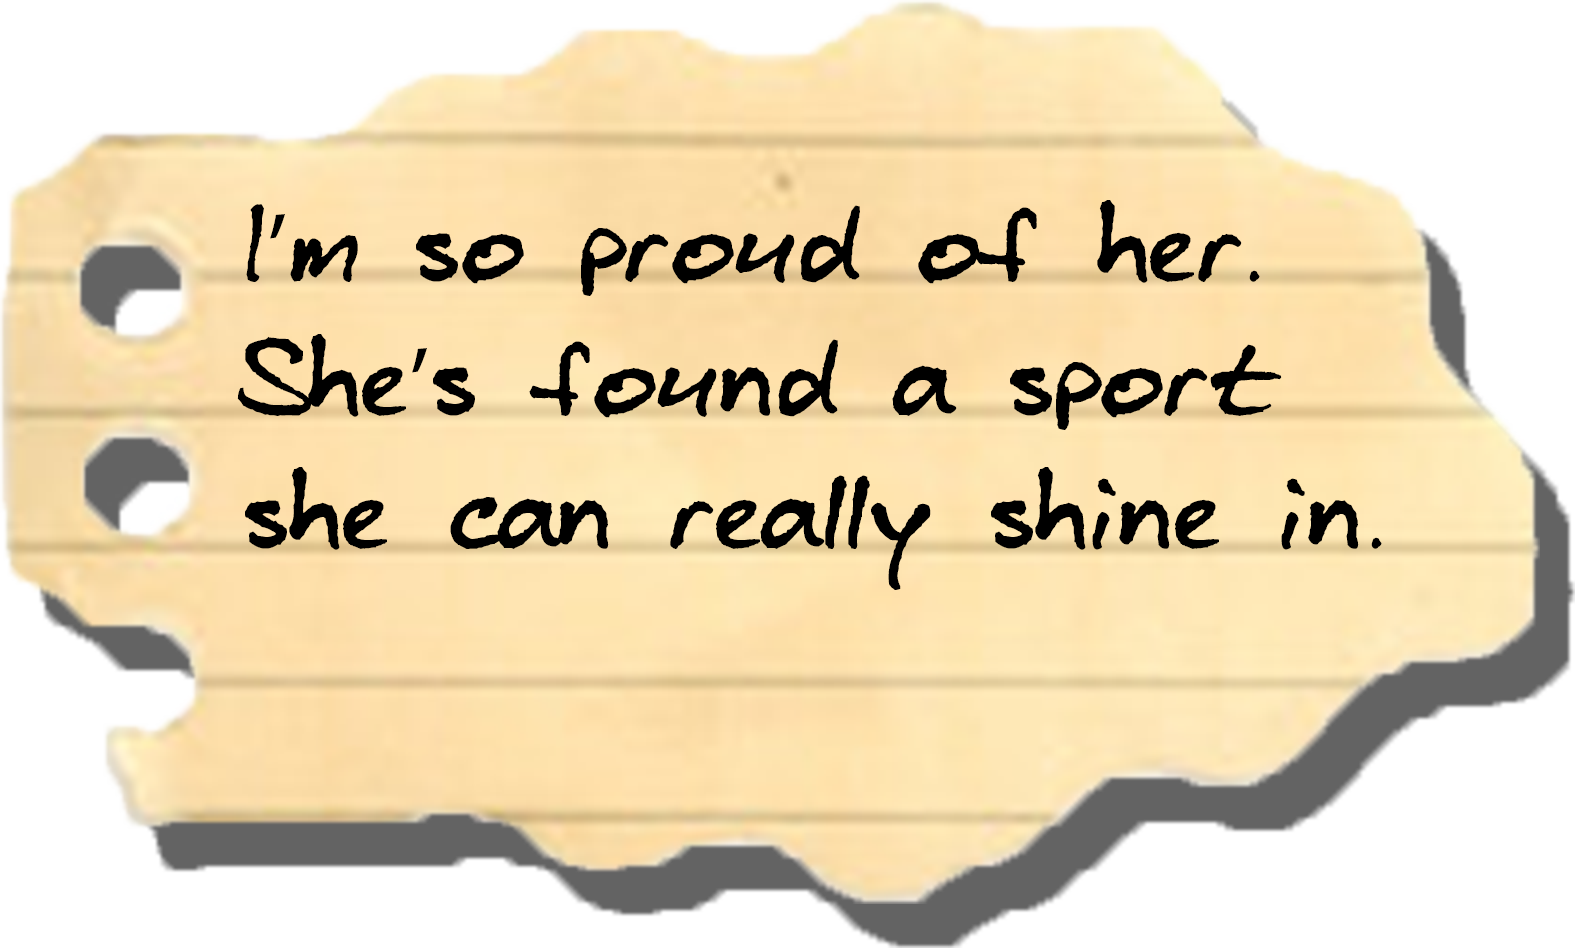 I'm so proud of her.
She's found a sport
she can really shine in.